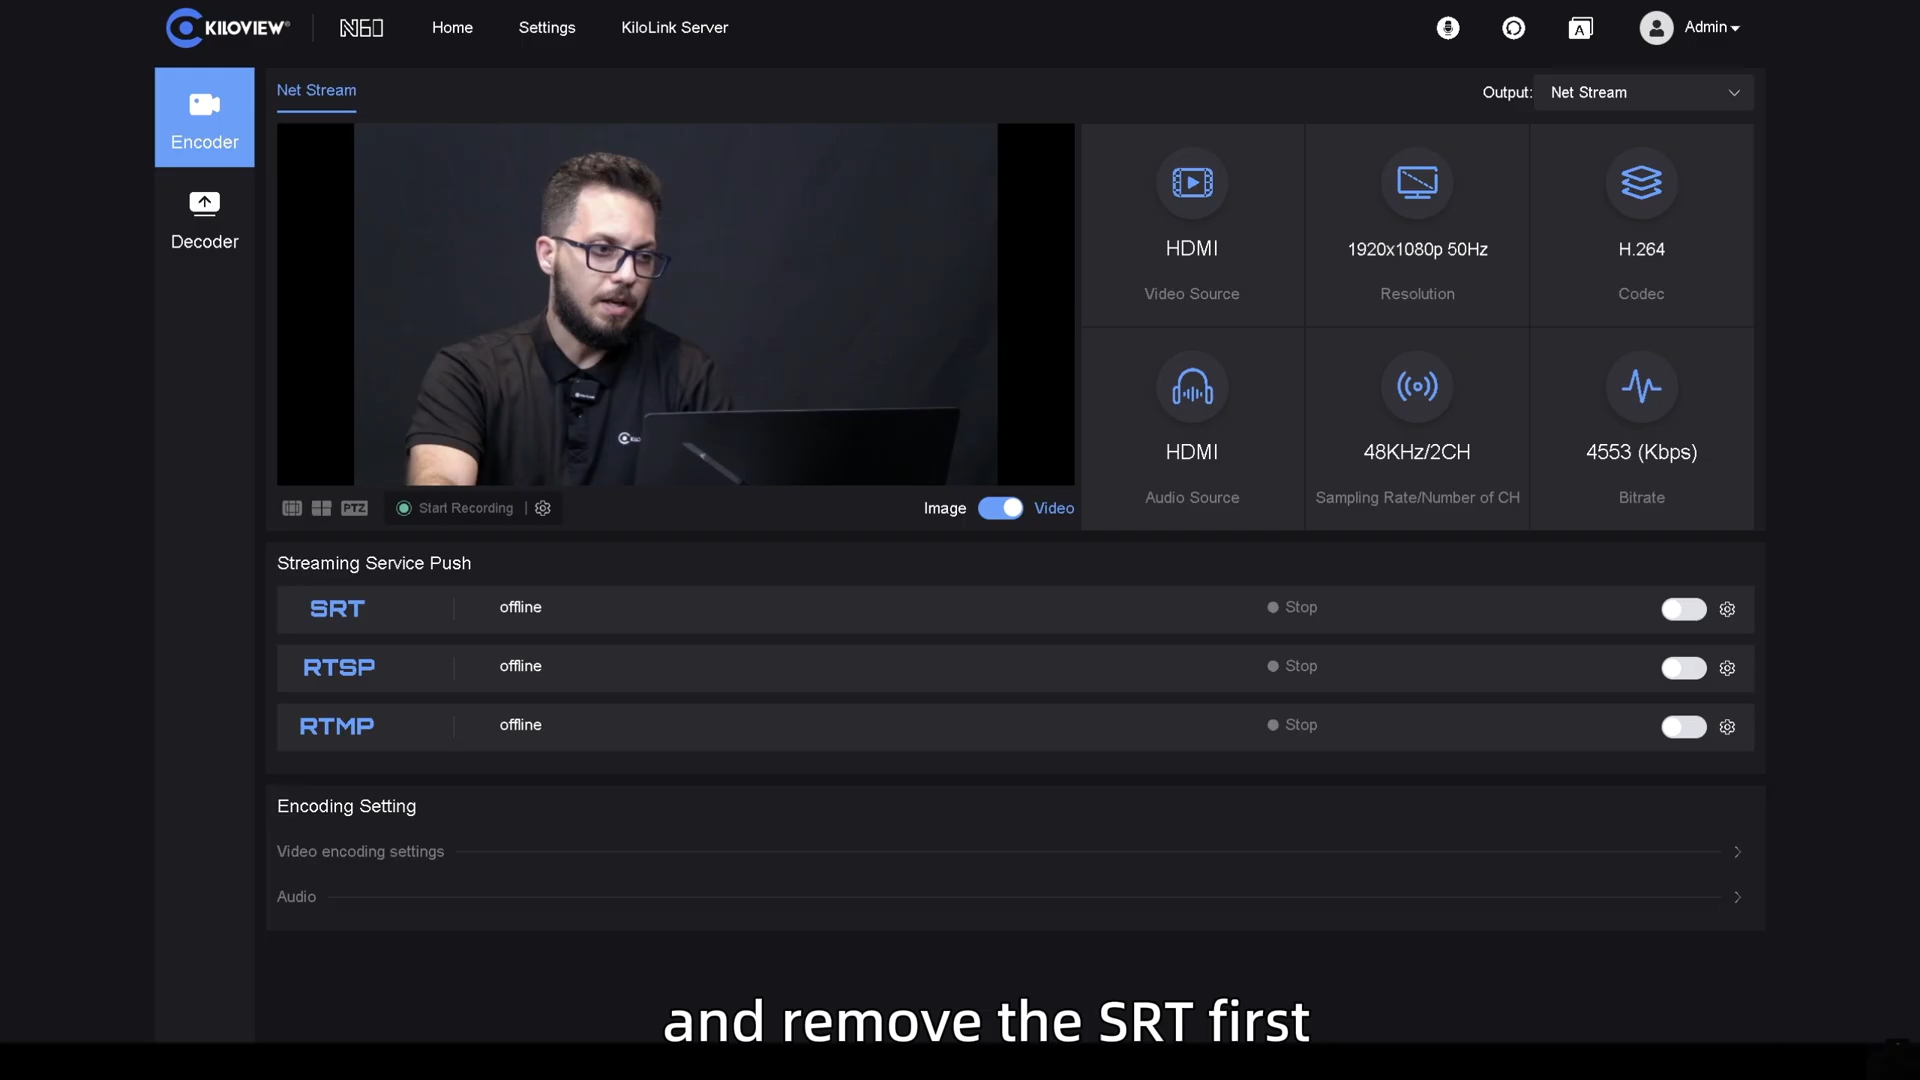 KILOVIEW®
N60
Home
Settings
KiloLink Server
A
Admin
Encoder
Decoder
Net Stream
Output:
Net Stream
HDMI
Video Source
1920x1080p 50Hz
Resolution
H.264
Codec
HDMI
Audio Source
48KHz/2CH
Sampling Rate/Number of CH
4553 (Kbps)
Bitrate
PTZ
Start Recording
Image
Video
Streaming Service Push
SRT
offline
Stop
RTSP
offline
Stop
RTMP
offline
Stop
Encoding Setting
Video encoding settings
Audio
and remove the SRT first